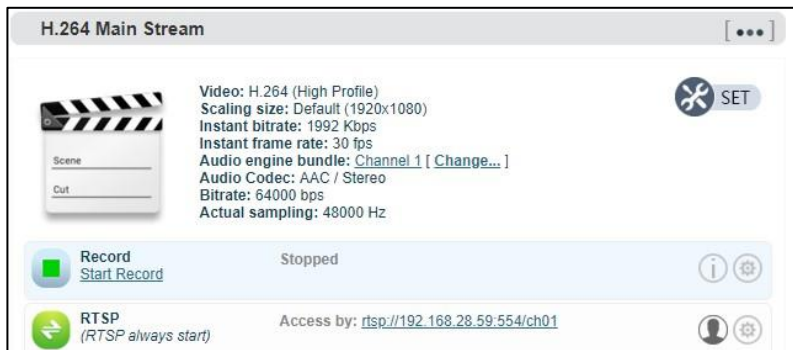 H.264 Main Stream
[•••]
Video: H.264 (High Profile)
Scaling size: Default (1920x1080)
Instant bitrate: 1992 Kbps
Instant frame rate: 30 fps
Audio engine bundle: Channel 1 [ Change... ]
Audio Codec: AAC / Stereo
Bitrate: 64000 bps
Actual sampling: 48000 Hz
SET
Scene
Cut
Record
Start Record
Stopped
RTSP
(RTSP always start)
Access by: rtsp://192.168.28.59:554/ch01